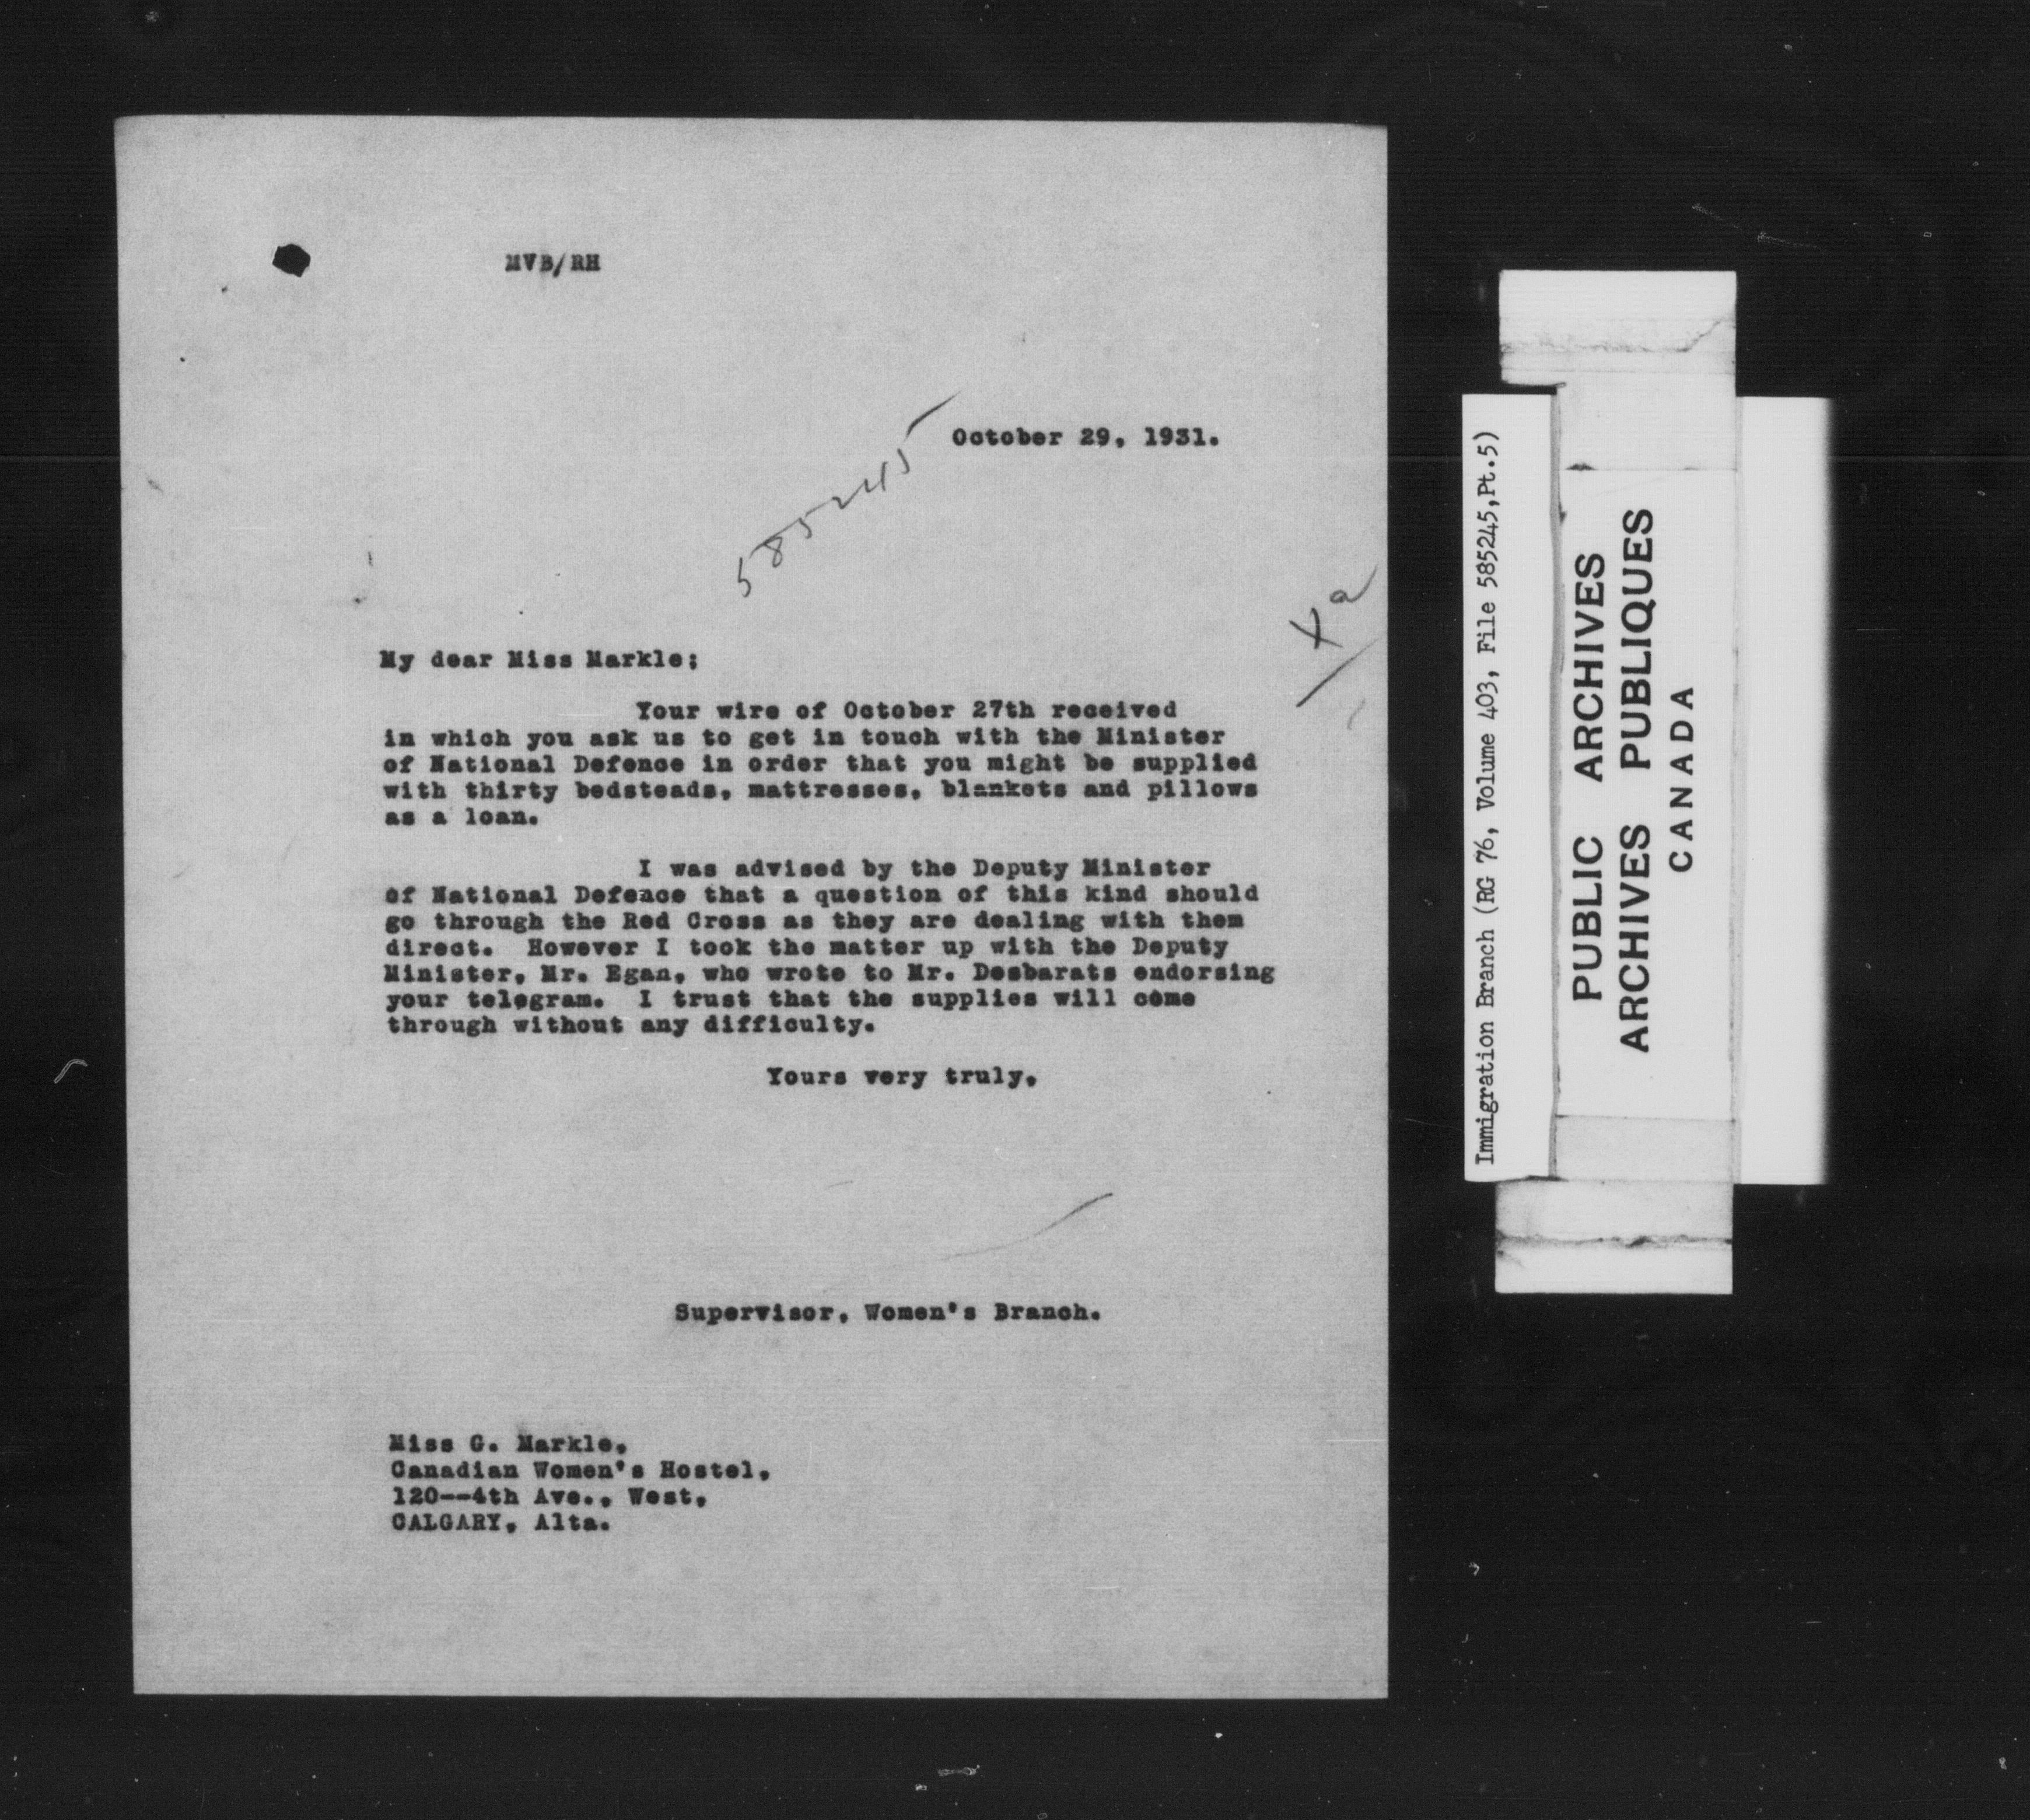 MVB/RH
October 29, 1931.
585245
My dear Miss Markle;
Your wire of October 27th received
in which you ask us to get in touch with the Minister
of National Defence in order that you might be supplied
with thirty bedsteads, mattresses, blankets and pillows
as a loan.
I was advised by the Deputy Minister
of National Defence that a question of this kind should
go through the Red Cross as they are dealing with them
direct. However I took the matter up with the Deputy
Minister, Mr. Egan, who wrote to Mr. Desbarats endorsing
your telegram. I trust that the supplies will come
through without any difficulty.
Yours very truly,
Supervisor, Women's Branch.
Miss G. Markle,
Canadian Women's Hostel,
120--4th Ave., West,
CALGARY, Alta.
Immigration Branch (RG 76, Volume 403, File 585245,Pt.5)
PUBLIC ARCHIVES
ARCHIVES PUBLIQUES
CANADA